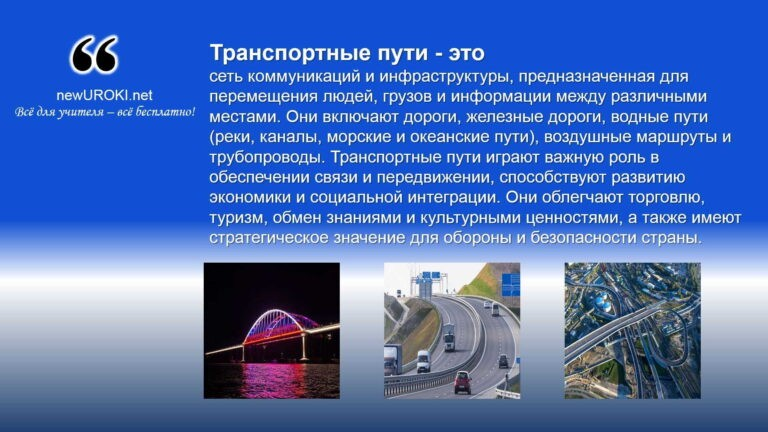 newUROKI.net
Всё для учителя – всё бесплатно!
Транспортные пути - это
сеть коммуникаций и инфраструктуры, предназначенная для
перемещения людей, грузов и информации между различными
местами. Они включают дороги, железные дороги, водные пути
(реки, каналы, морские и океанские пути), воздушные маршруты и
трубопроводы. Транспортные пути играют важную роль в
обеспечении связи и передвижении, способствуют развитию
экономики и социальной интеграции. Они облегчают торговлю,
туризм, обмен знаниями и культурными ценностями, а также имеют
стратегическое значение для обороны и безопасности страны.